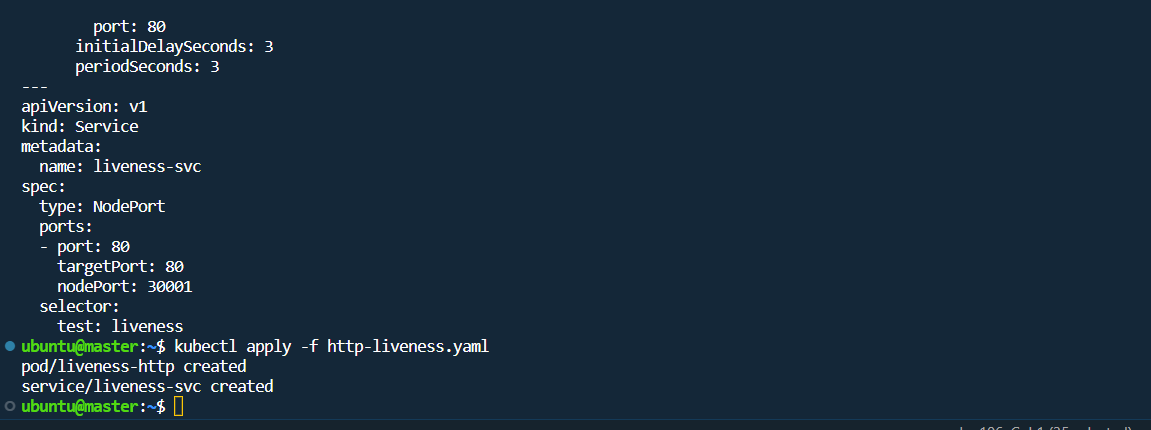 port: 80
      initialDelaySeconds: 3
      periodSeconds: 3
---
apiVersion: v1
kind: Service
metadata:
  name: liveness-svc
spec:
  type: NodePort
  ports:
  - port: 80
    targetPort: 80
    nodePort: 30001
  selector:
    test: liveness
ubuntu@master:~$ kubectl apply -f http-liveness.yaml
pod/liveness-http created
service/liveness-svc created
ubuntu@master:~$